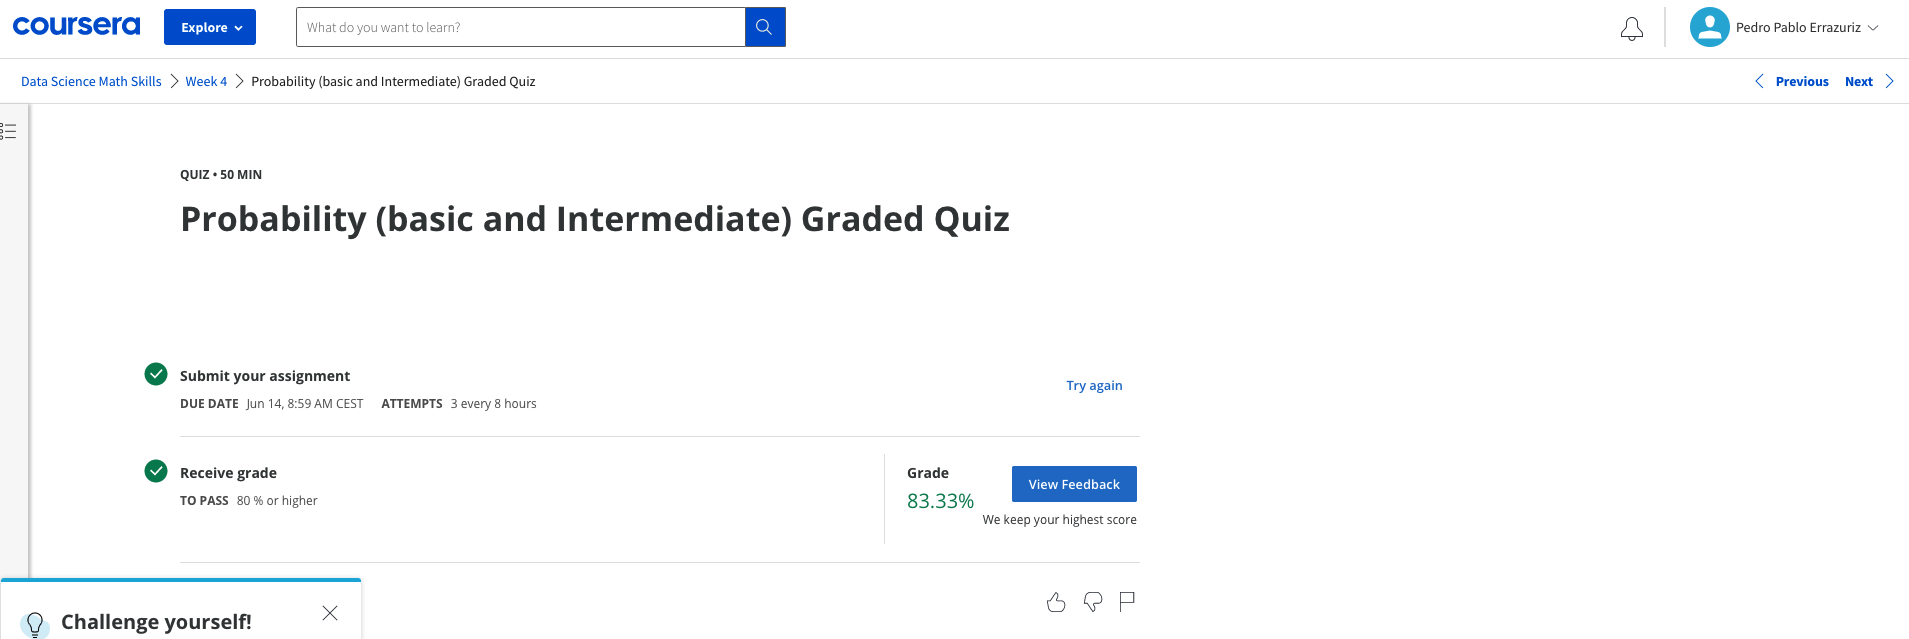 coursera
Explore
What do you want to learn?
Pedro Pablo Errazuriz
Data Science Math Skills
Week 4
Probability (basic and Intermediate) Graded Quiz
Previous
Next
QUIZ • 50 MIN
Probability (basic and Intermediate) Graded Quiz
Submit your assignment
Try again
DUE DATE Jun 14, 8:59 AM CEST ATTEMPTS 3 every 8 hours
Receive grade
TO PASS 80 % or higher
Grade
83.33%
View Feedback
We keep your highest score
Challenge yourself!